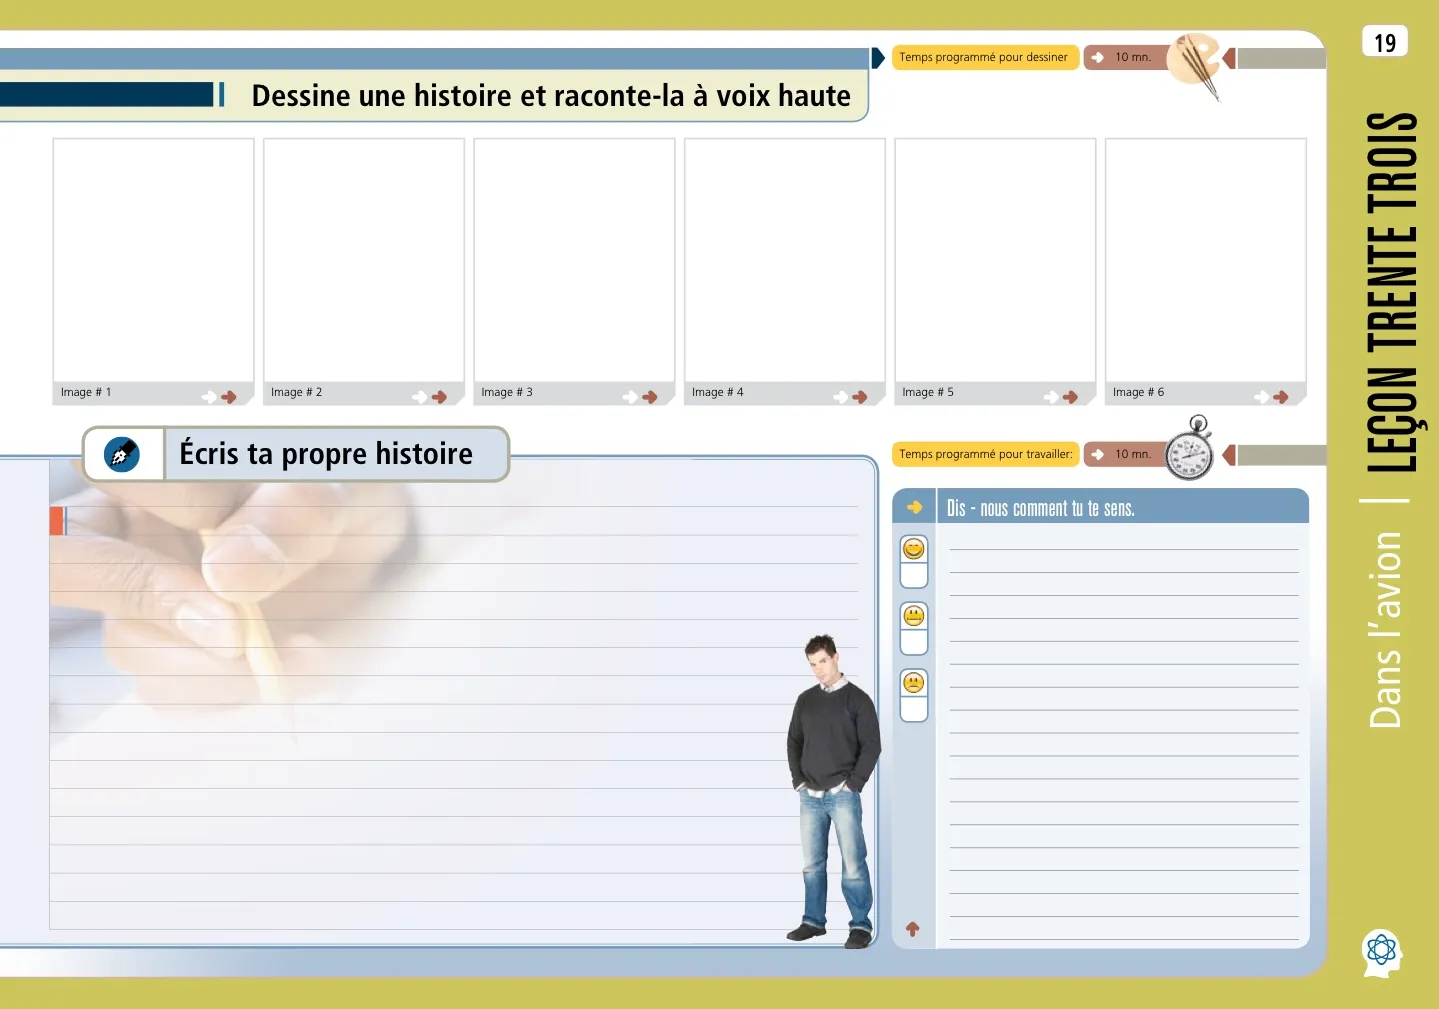 Temps programmé pour dessiner
10 mn.
19
Dessine une histoire et raconte-la à voix haute
Image # 1
Image # 2
Image # 3
Image # 4
Image # 5
Image # 6
Écris ta propre histoire
Temps programmé pour travailler:
10 mn.
Dis - nous comment tu te sens.
LEÇON TRENTE TROIS
Dans l'avion